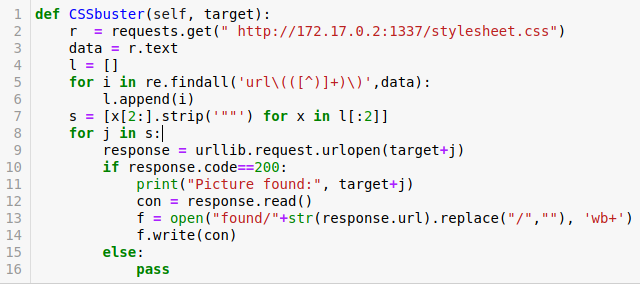 1 def CSSbuster(self, target):
2     r  = requests.get(" http://172.17.0.2:1337/stylesheet.css")
3     data = r.text
4     l = []
5     for i in re.findall('url\(([^)]+)\)',data):
6         l.append(i)
7     s = [x[2:].strip('""') for x in l[:2]]
8     for j in s:
9         response = urllib.request.urlopen(target+j)
10         if response.code==200:
11             print("Picture found:", target+j)
12             con = response.read()
13             f = open("found/"+str(response.url).replace("/",""), 'wb+')
14             f.write(con)
15         else:
16             pass